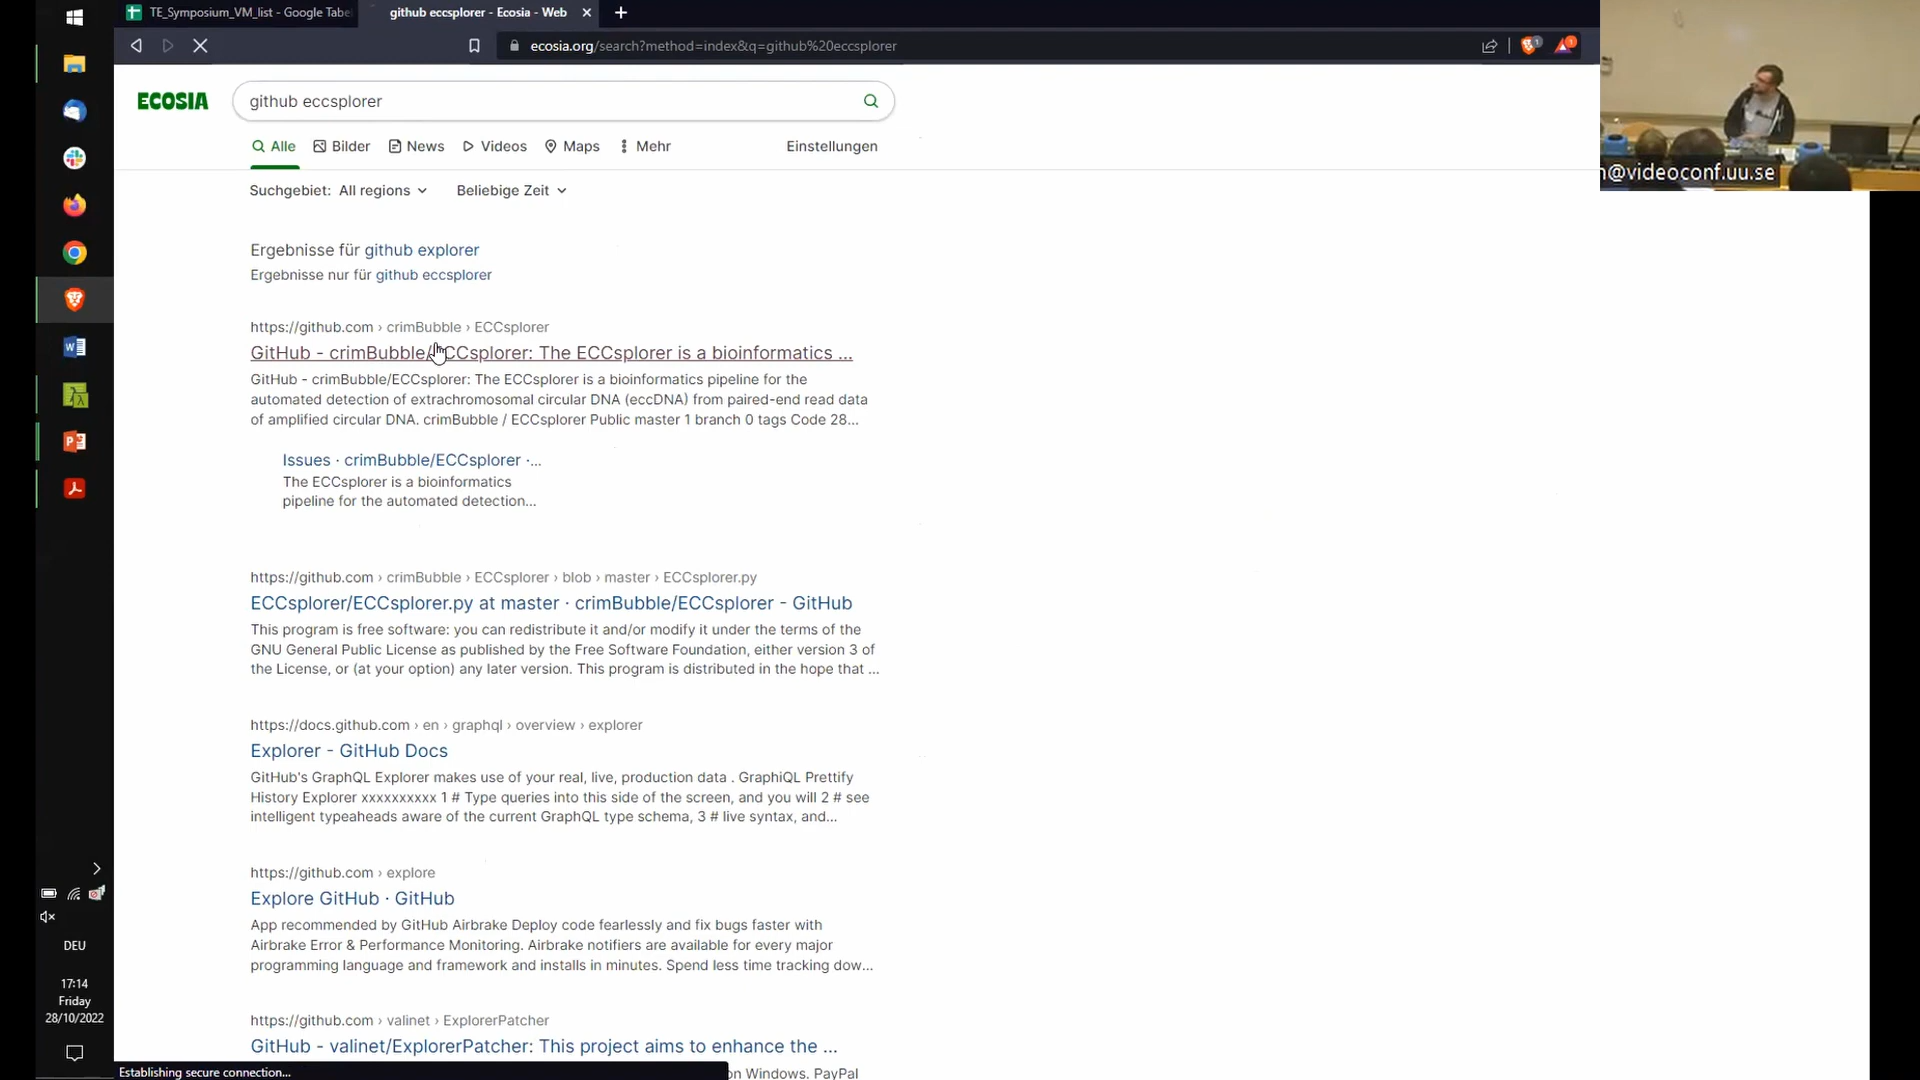 TE_Symposium_VM_list - Google Tabe
github eccsplorer - Ecosia - Web
ecosia.org/search?method=index&q=github%20eccsplorer
ECOSIA
github eccsplorer
Alle
Bilder
News
Videos
Maps
Mehr
Einstellungen
Suchgebiet: All regions
Beliebige Zeit
@videoconf.uu.se
Ergebnisse für github explorer
Ergebnisse nur für github eccsplorer
https://github.com › crimBubble › ECCsplorer
GitHub - crimBubble/ECCsplorer: The ECCsplorer is a bioinformatics ...
GitHub - crimBubble/ECCsplorer: The ECCsplorer is a bioinformatics pipeline for the
automated detection of extrachromosomal circular DNA (eccDNA) from paired-end read data
of amplified circular DNA. crimBubble / ECCsplorer Public master 1 branch 0 tags Code 28...
Issues · crimBubble/ECCsplorer ·...
The ECCsplorer is a bioinformatics
pipeline for the automated detection...
https://github.com › crimBubble › ECCsplorer › blob › master › ECCsplorer.py
ECCsplorer/ECCsplorer.py at master · crimBubble/ECCsplorer - GitHub
This program is free software: you can redistribute it and/or modify it under the terms of the
GNU General Public License as published by the Free Software Foundation, either version 3 of
the License, or (at your option) any later version. This program is distributed in the hope that ...
https://docs.github.com › en › graphql › overview › explorer
Explorer - GitHub Docs
GitHub's GraphQL Explorer makes use of your real, live, production data . GraphiQL Prettify
History Explorer xxxxxxxxxx 1 # Type queries into this side of the screen, and you will 2 # see
intelligent typeaheads aware of the current GraphQL type schema, 3 # live syntax, and...
https://github.com › explore
Explore GitHub · GitHub
App recommended by GitHub Airbrake Deploy code fearlessly and fix bugs faster with
Airbrake Error & Performance Monitoring. Airbrake notifiers are available for every major
programming language and framework and installs in minutes. Spend less time tracking dow...
https://github.com › valinet › ExplorerPatcher
GitHub - valinet/ExplorerPatcher: This project aims to enhance the ...
on Windows. PayPal
Establishing secure connection...
DEU
17:14
Friday
28/10/2022